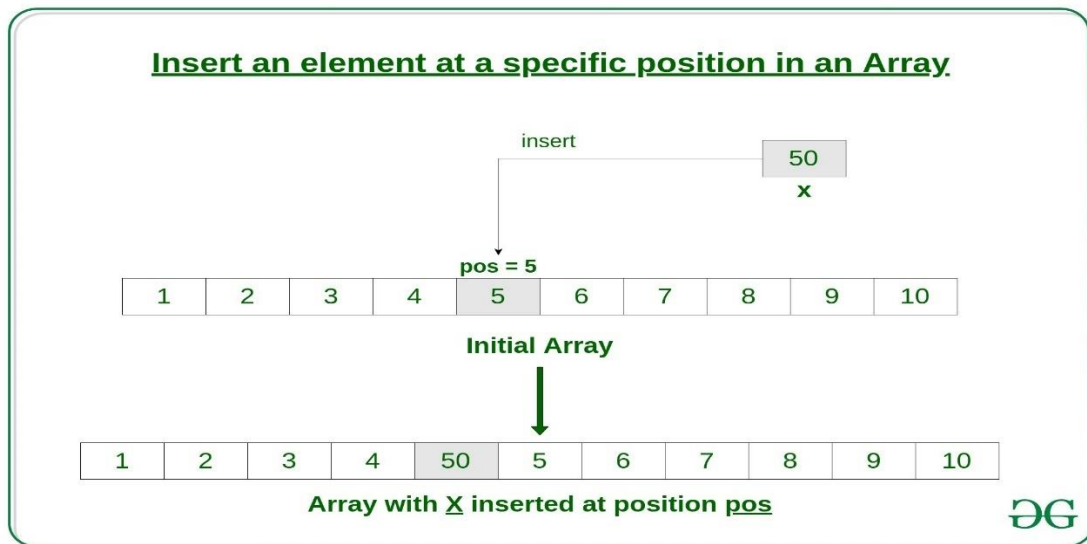 Insert an element at a specific position in an Array
insert
50
x
pos = 5
1 2 3 4 5 6 7 8 9 10
Initial Array
1 2 3 4 50 5 6 7 8 9 10
Array with X inserted at position pos
GG